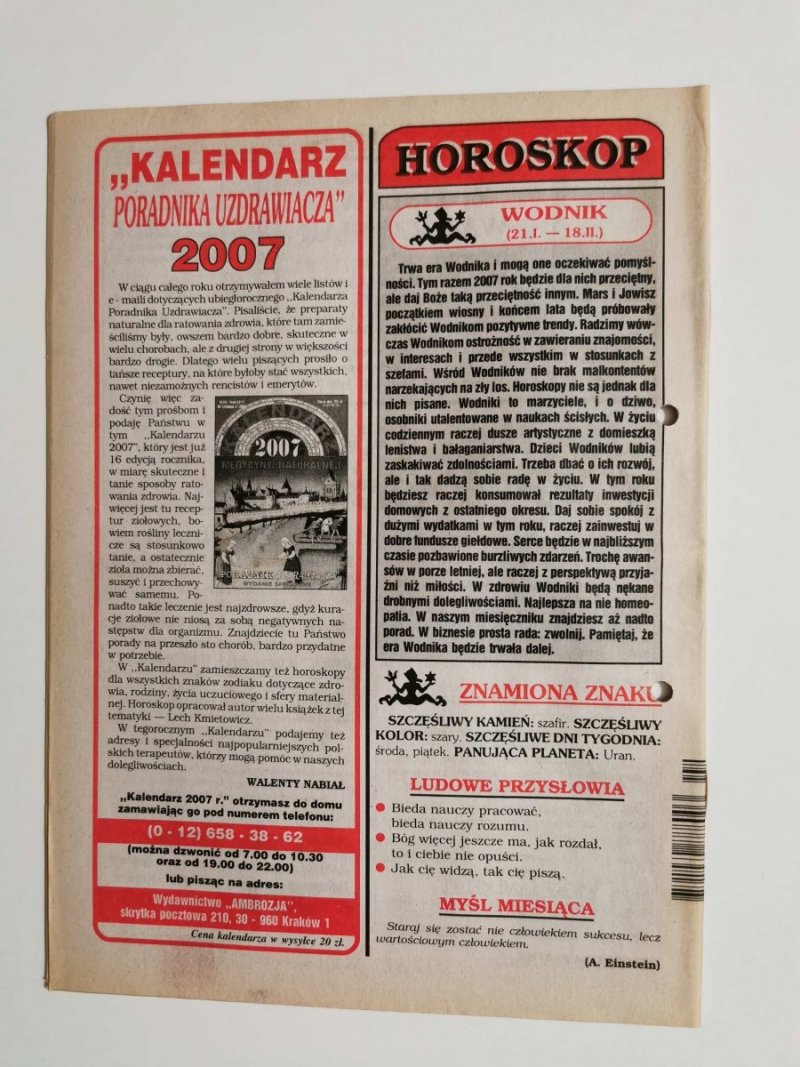 „KALENDARZ
PORADNIKA UZDRAWIACZA”
2007
W ciągu całego roku otrzymywałem wiele listów i
e - maili dotyczących ubiegłorocznego „Kalendarza
Poradnika Uzdrawiacza”. Pisaliście, że preparaty
naturalne dla ratowania zdrowia, które tam zamie-
ściliśmy były, owszem bardzo dobre, skuteczne w
wielu chorobach, ale z drugiej strony w większości
bardzo drogie. Dlatego wielu piszących prosiło o
tańsze receptury, na które byłoby stać wszystkich,
nawet niezamożnych rencistów i emerytów.
Czynię więc za-
dość tym prośbom i
podaję Państwu w
tym „Kalendarzu
2007”, który jest już
16 edycją rocznika,
w miarę skuteczne i
tanie sposoby rato-
wania zdrowia. Naj-
więcej jest tu recep-
tur ziołowych, bo-
wiem rośliny leczni-
cze są stosunkowo
tanie, a ostatecznie
zioła można zbierać,
suszyć i przechowy-
wać samemu. Po-
nadto takie leczenie jest najzdrowsze, gdyż kura-
cje ziołowe nie niosą za sobą negatywnych na-
stępstw dla organizmu. Znajdziecie tu Państwo
porady na przeszło sto chorób, bardzo przydatne
w potrzebie.
W „Kalendarzu” zamieszczamy też horoskopy
dla wszystkich znaków zodiaku dotyczące zdro-
wia, rodziny, życia uczuciowego i sfery material-
nej. Horoskop opracował autor wielu książek z tej
tematyki — Lech Kmietowicz.
W tegorocznym „Kalendarzu” podajemy też
adresy i specjalności najpopularniejszych pol-
skich terapeutów, którzy mogą pomóc w naszych
dolegliwościach.
WALENTY NABIAŁ
KALENDARZ
2007
MEDYCYNY NATURALNEJ
PORADNIK UZDRAWIACZA
WYDANIE SPECJALNE
„Kalendarz 2007 r.” otrzymasz do domu
zamawiając go pod numerem telefonu:
(0 - 12) 658 - 38 - 62
(można dzwonić od 7.00 do 10.30
oraz od 19.00 do 22.00)
lub pisząc na adres:
Wydawnictwo „AMBROZJA”,
skrytka pocztowa 210, 30 - 960 Kraków 1
Cena kalendarza w wysyłce 20 zł.
HOROSKOP
WODNIK
(21.I. — 18.II.)
Trwa era Wodnika i mogą one oczekiwać pomyśl-
ności. Tym razem 2007 rok będzie dla nich przeciętny,
ale daj Boże taką przeciętność innym. Mars i Jowisz
początkiem wiosny i końcem lata będą próbowały
zakłócić Wodnikom pozytywne trendy. Radzimy wów-
czas Wodnikom ostrożność w zawieraniu znajomości,
w interesach i przede wszystkim w stosunkach z
szefami. Wśród Wodników nie brak malkontentów
narzekających na zły los. Horoskopy nie są jednak dla
nich pisane. Wodniki to marzyciele, i o dziwo,
osobniki utalentowane w naukach ścisłych. W życiu
codziennym raczej dusze artystyczne z domieszką
lenistwa i bałaganiarstwa. Dzieci Wodników lubią
zaskakiwać zdolnościami. Trzeba dbać o ich rozwój,
ale i tak dadzą sobie radę w życiu. W tym roku
będziesz raczej konsumował rezultaty inwestycji
domowych z ostatniego okresu. Daj sobie spokój z
dużymi wydatkami w tym roku, raczej zainwestuj w
dobre fundusze giełdowe. Serce będzie w najbliższym
czasie pozbawione burzliwych zdarzeń. Trochę awan-
sów w porze letniej, ale raczej z perspektywą przyja-
źni niż miłości. W zdrowiu Wodniki będą nękane
drobnymi dolegliwościami. Najlepsza na nie homeo-
patia. W naszym miesięczniku znajdziesz aż nadto
porad. W biznesie prosta rada: zwolnij. Pamiętaj, że
era Wodnika będzie trwała dalej.
ZNAMIONA ZNAKU
SZCZĘŚLIWY KAMIEŃ: szafir. SZCZĘŚLIWY
KOLOR: szary. SZCZĘŚLIWE DNI TYGODNIA:
środa, piątek. PANUJĄCA PLANETA: Uran.
LUDOWE PRZYSŁOWIA
● Bieda nauczy pracować,
bieda nauczy rozumu.
● Bóg więcej jeszcze ma, jak rozdał,
to i ciebie nie opuści.
● Jak cię widzą, tak cię piszą.
MYŚL MIESIĄCA
Staraj się zostać nie człowiekiem sukcesu, lecz
wartościowym człowiekiem.
(A. Einstein)